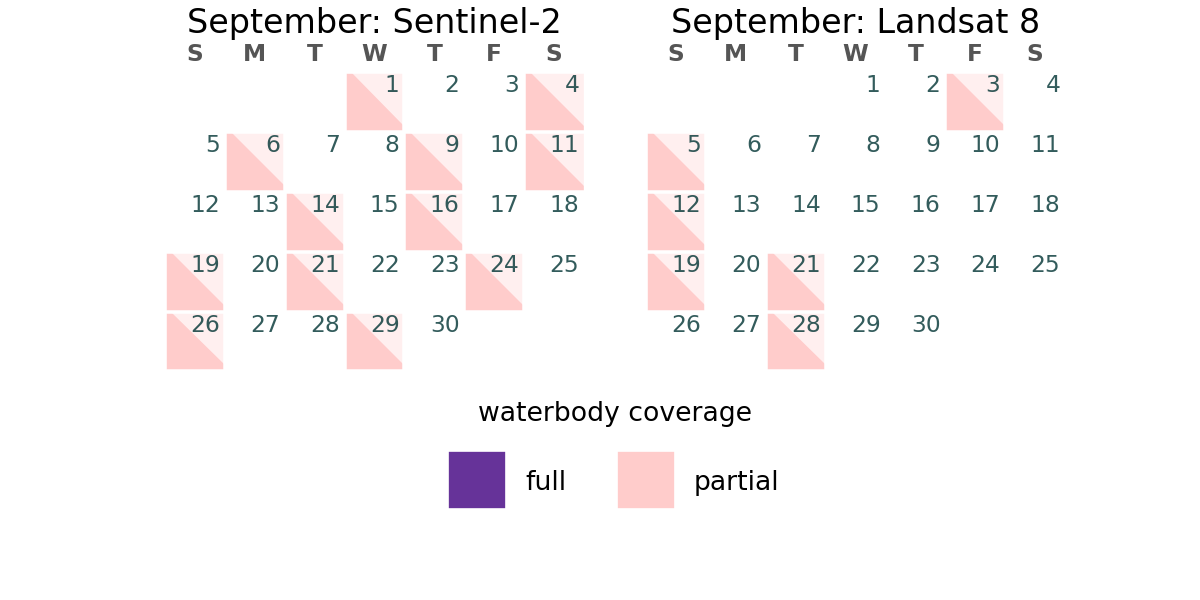 September: Sentinel-2
S M T W T F S
1 2 3 4
5 6 7 8 9 10 11
12 13 14 15 16 17 18
19 20 21 22 23 24 25
26 27 28 29 30
September: Landsat 8
S M T W T F S
1 2 3 4
5 6 7 8 9 10 11
12 13 14 15 16 17 18
19 20 21 22 23 24 25
26 27 28 29 30
waterbody coverage
full
partial